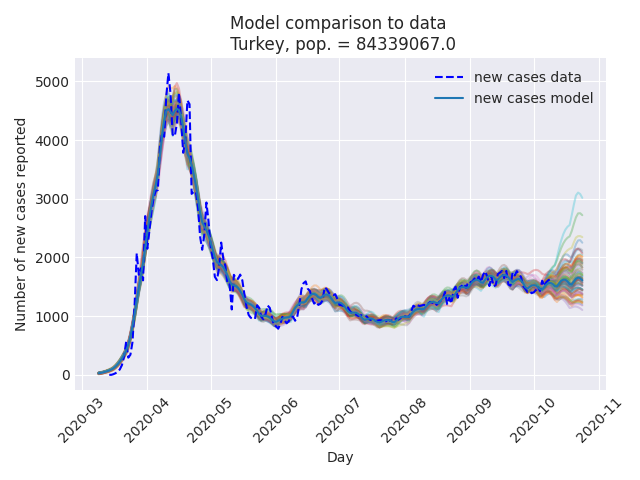 Model comparison to data
Turkey, pop. = 84339067.0
new cases data
new cases model
Number of new cases reported
5000
4000
3000
2000
1000
0
2020-03
2020-04
2020-05
2020-06
2020-07
2020-08
2020-09
2020-10
2020-11
Day